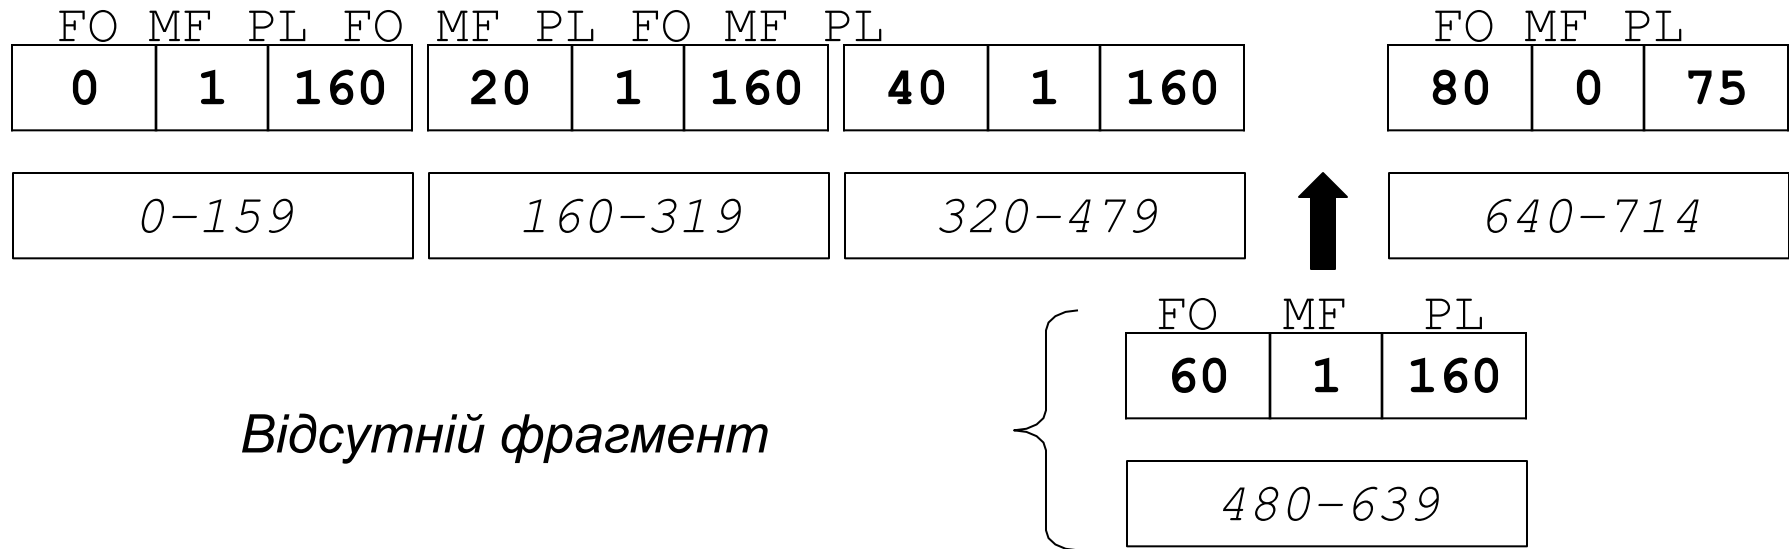 FO MF PL FO MF PL FO MF PL FO MF PL
0 1 160 20 1 160 40 1 160 80 0 75
0-159 160-319 320-479 640-714
FO MF PL
60 1 160
Відсутній фрагмент
480-639